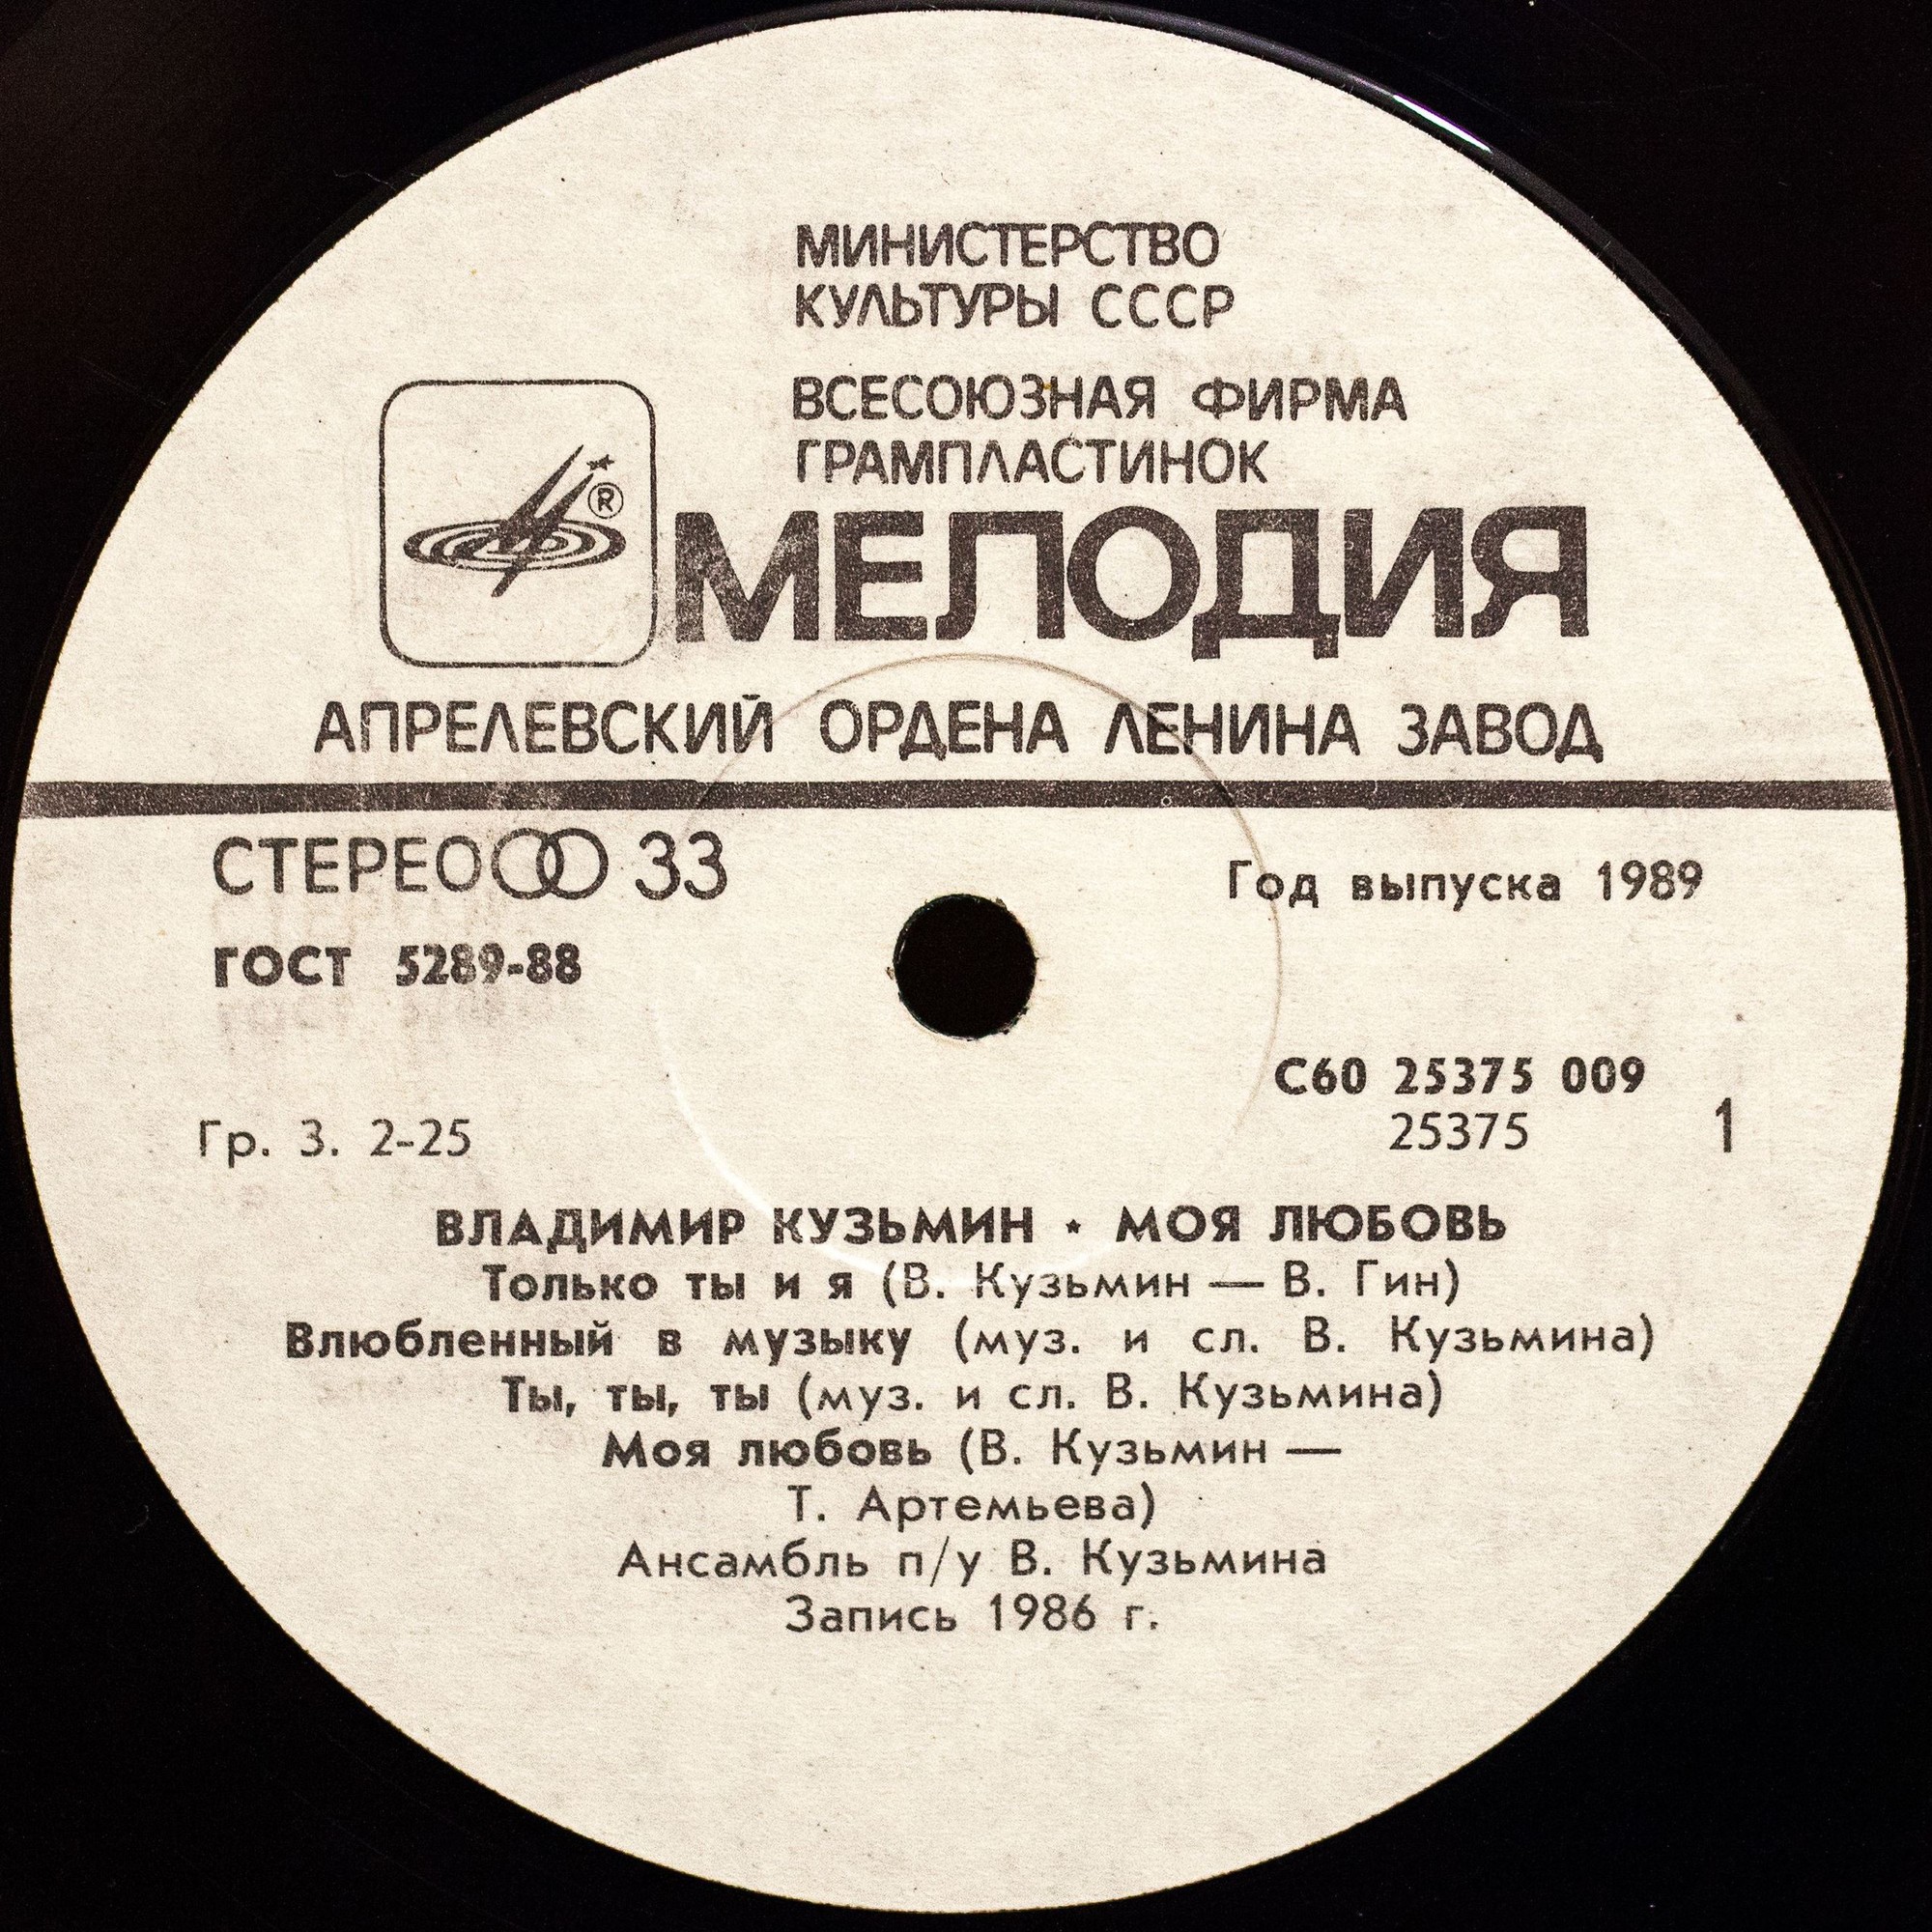 МИНИСТЕРСТВО
КУЛЬТУРЫ СССР
ВСЕСОЮЗНАЯ ФИРМА
ГРАМПЛАСТИНОК
®
МЕЛОДИЯ
АПРЕЛЕВСКИЙ ОРДЕНА ЛЕНИНА ЗАВОД
СТЕРЕО 33
Год выпуска 1989
ГОСТ 5289-88
С60 25375 009
Гр. 3. 2-25
25375
1
ВЛАДИМИР КУЗЬМИН ⋆ МОЯ ЛЮБОВЬ
Только ты и я (В. Кузьмин — В. Гин)
Влюбленный в музыку (муз. и сл. В. Кузьмина)
Ты, ты, ты (муз. и сл. В. Кузьмина)
Моя любовь (В. Кузьмин —
Т. Артемьева)
Ансамбль п/у В. Кузьмина
Запись 1986 г.